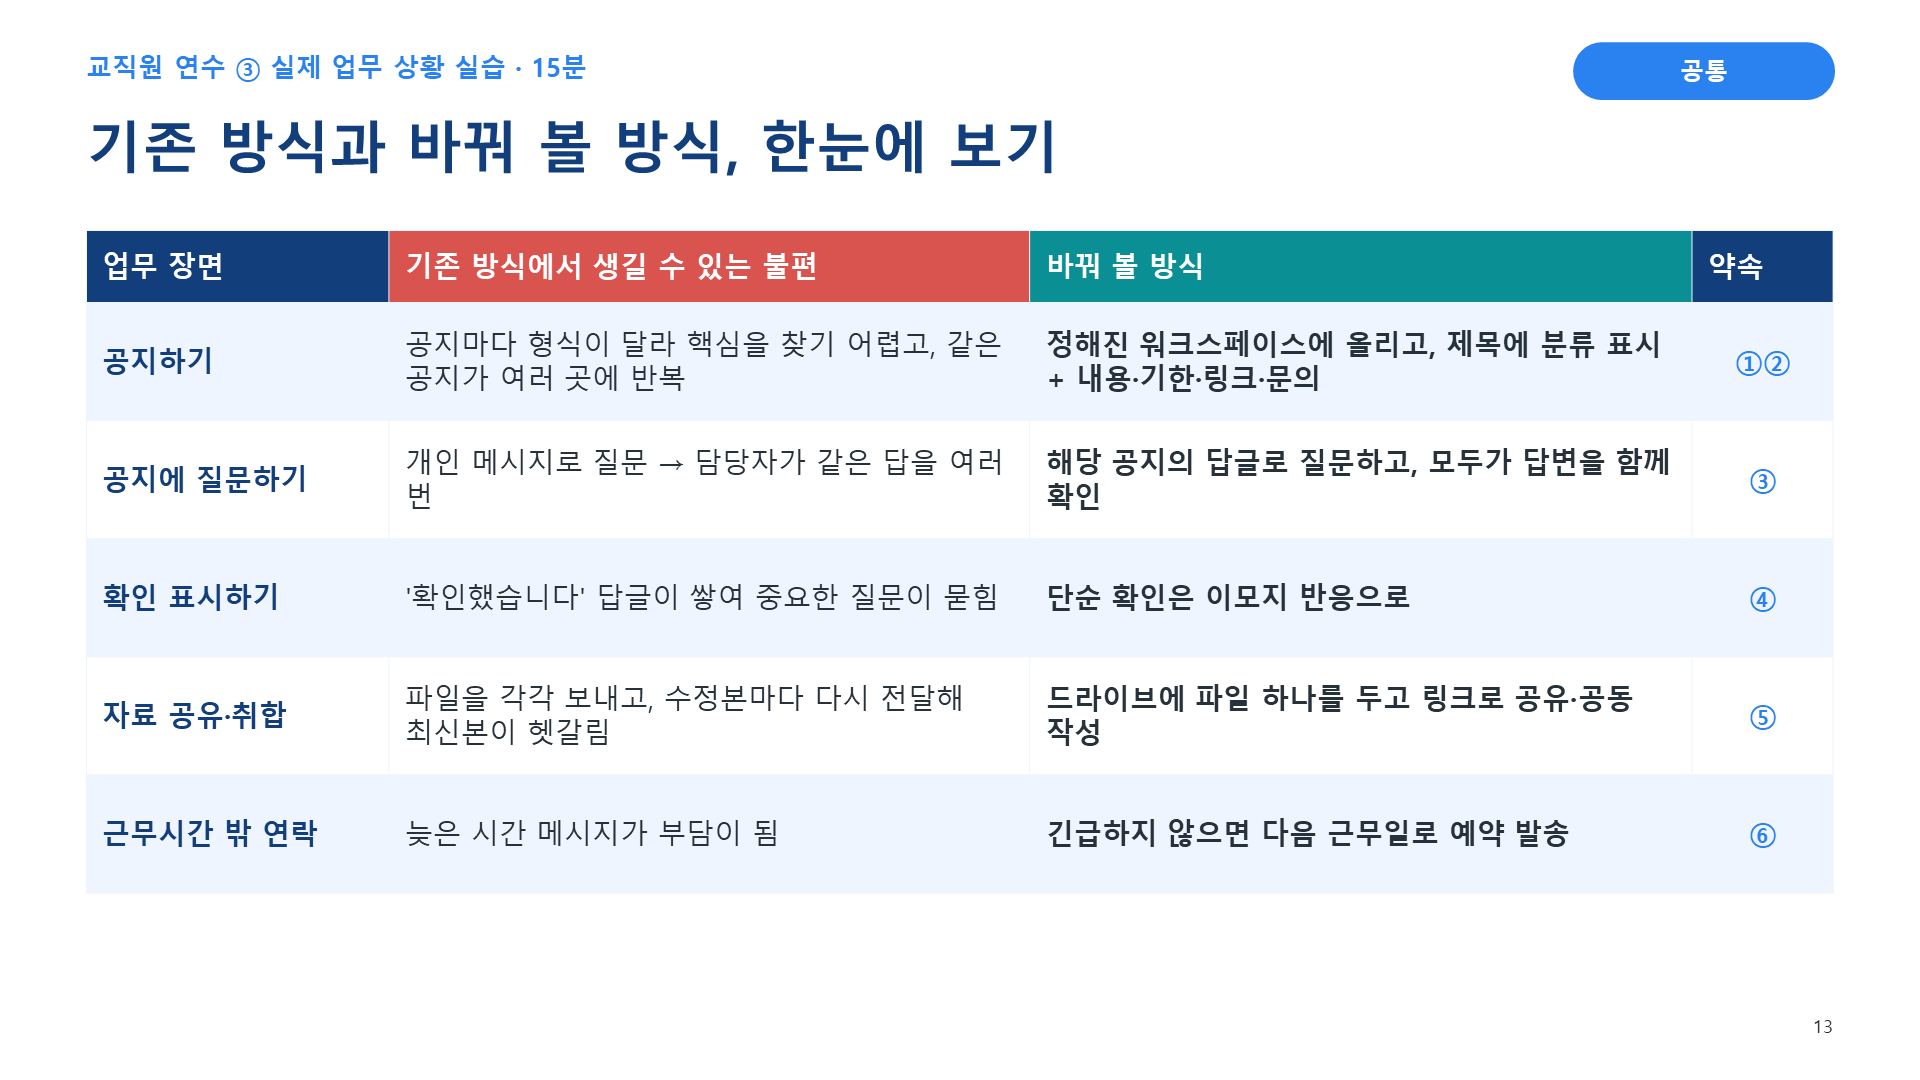 교직원 연수 ③ 실제 업무 상황 실습 · 15분
공통
기존 방식과 바꿔 볼 방식, 한눈에 보기
업무 장면
기존 방식에서 생길 수 있는 불편
바꿔 볼 방식
약속
공지하기
공지마다 형식이 달라 핵심을 찾기 어렵고, 같은
공지가 여러 곳에 반복
정해진 워크스페이스에 올리고, 제목에 분류 표시
+ 내용·기한·링크·문의
①②
공지에 질문하기
개인 메시지로 질문 → 담당자가 같은 답을 여러
번
해당 공지의 답글로 질문하고, 모두가 답변을 함께
확인
③
확인 표시하기
'확인했습니다' 답글이 쌓여 중요한 질문이 묻힘
단순 확인은 이모지 반응으로
④
자료 공유·취합
파일을 각각 보내고, 수정본마다 다시 전달해
최신본이 헷갈림
드라이브에 파일 하나를 두고 링크로 공유·공동
작성
⑤
근무시간 밖 연락
늦은 시간 메시지가 부담이 됨
긴급하지 않으면 다음 근무일로 예약 발송
⑥
13